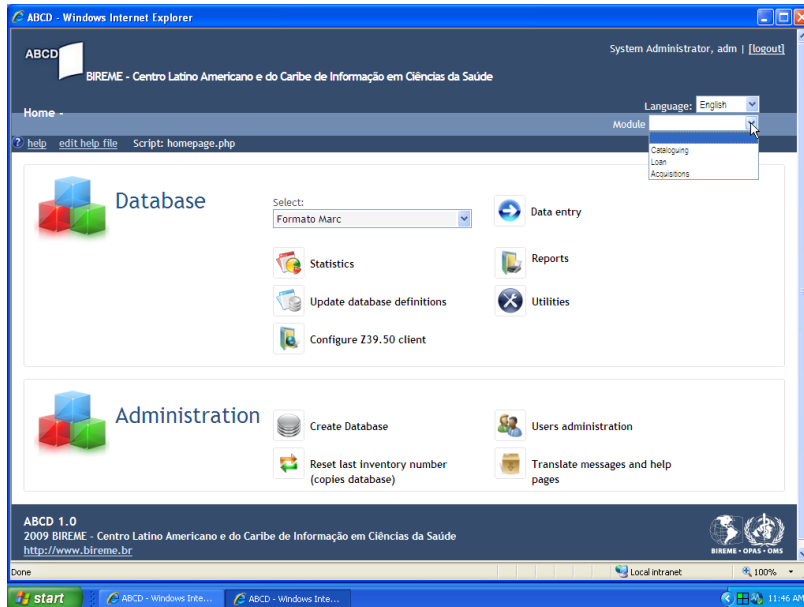 ABCD - Windows Internet Explorer
ABCD
System Administrator, adm | [logout]
BIREME - Centro Latino Americano e do Caribe de Informação em Ciências da Saúde
Language: English
Home -
Module
? help edit help file Script: homepage.php
Cataloguing
Loan
Acquisitions
Database
Select:
Formato Marc
Data entry
Statistics
Reports
Update database definitions
Utilities
Configure Z39.50 client
Administration
Create Database
Users administration
Reset last inventory number
(copies database)
Translate messages and help
pages
ABCD 1.0
2009 BIREME - Centro Latino Americano e do Caribe de Informação em Ciências da Saúde
http://www.bireme.br
BIREME • OPAS • OMS
Done
Local intranet
100%
start
ABCD - Windows Inte...
ABCD - Windows Inte...
11:46 AM